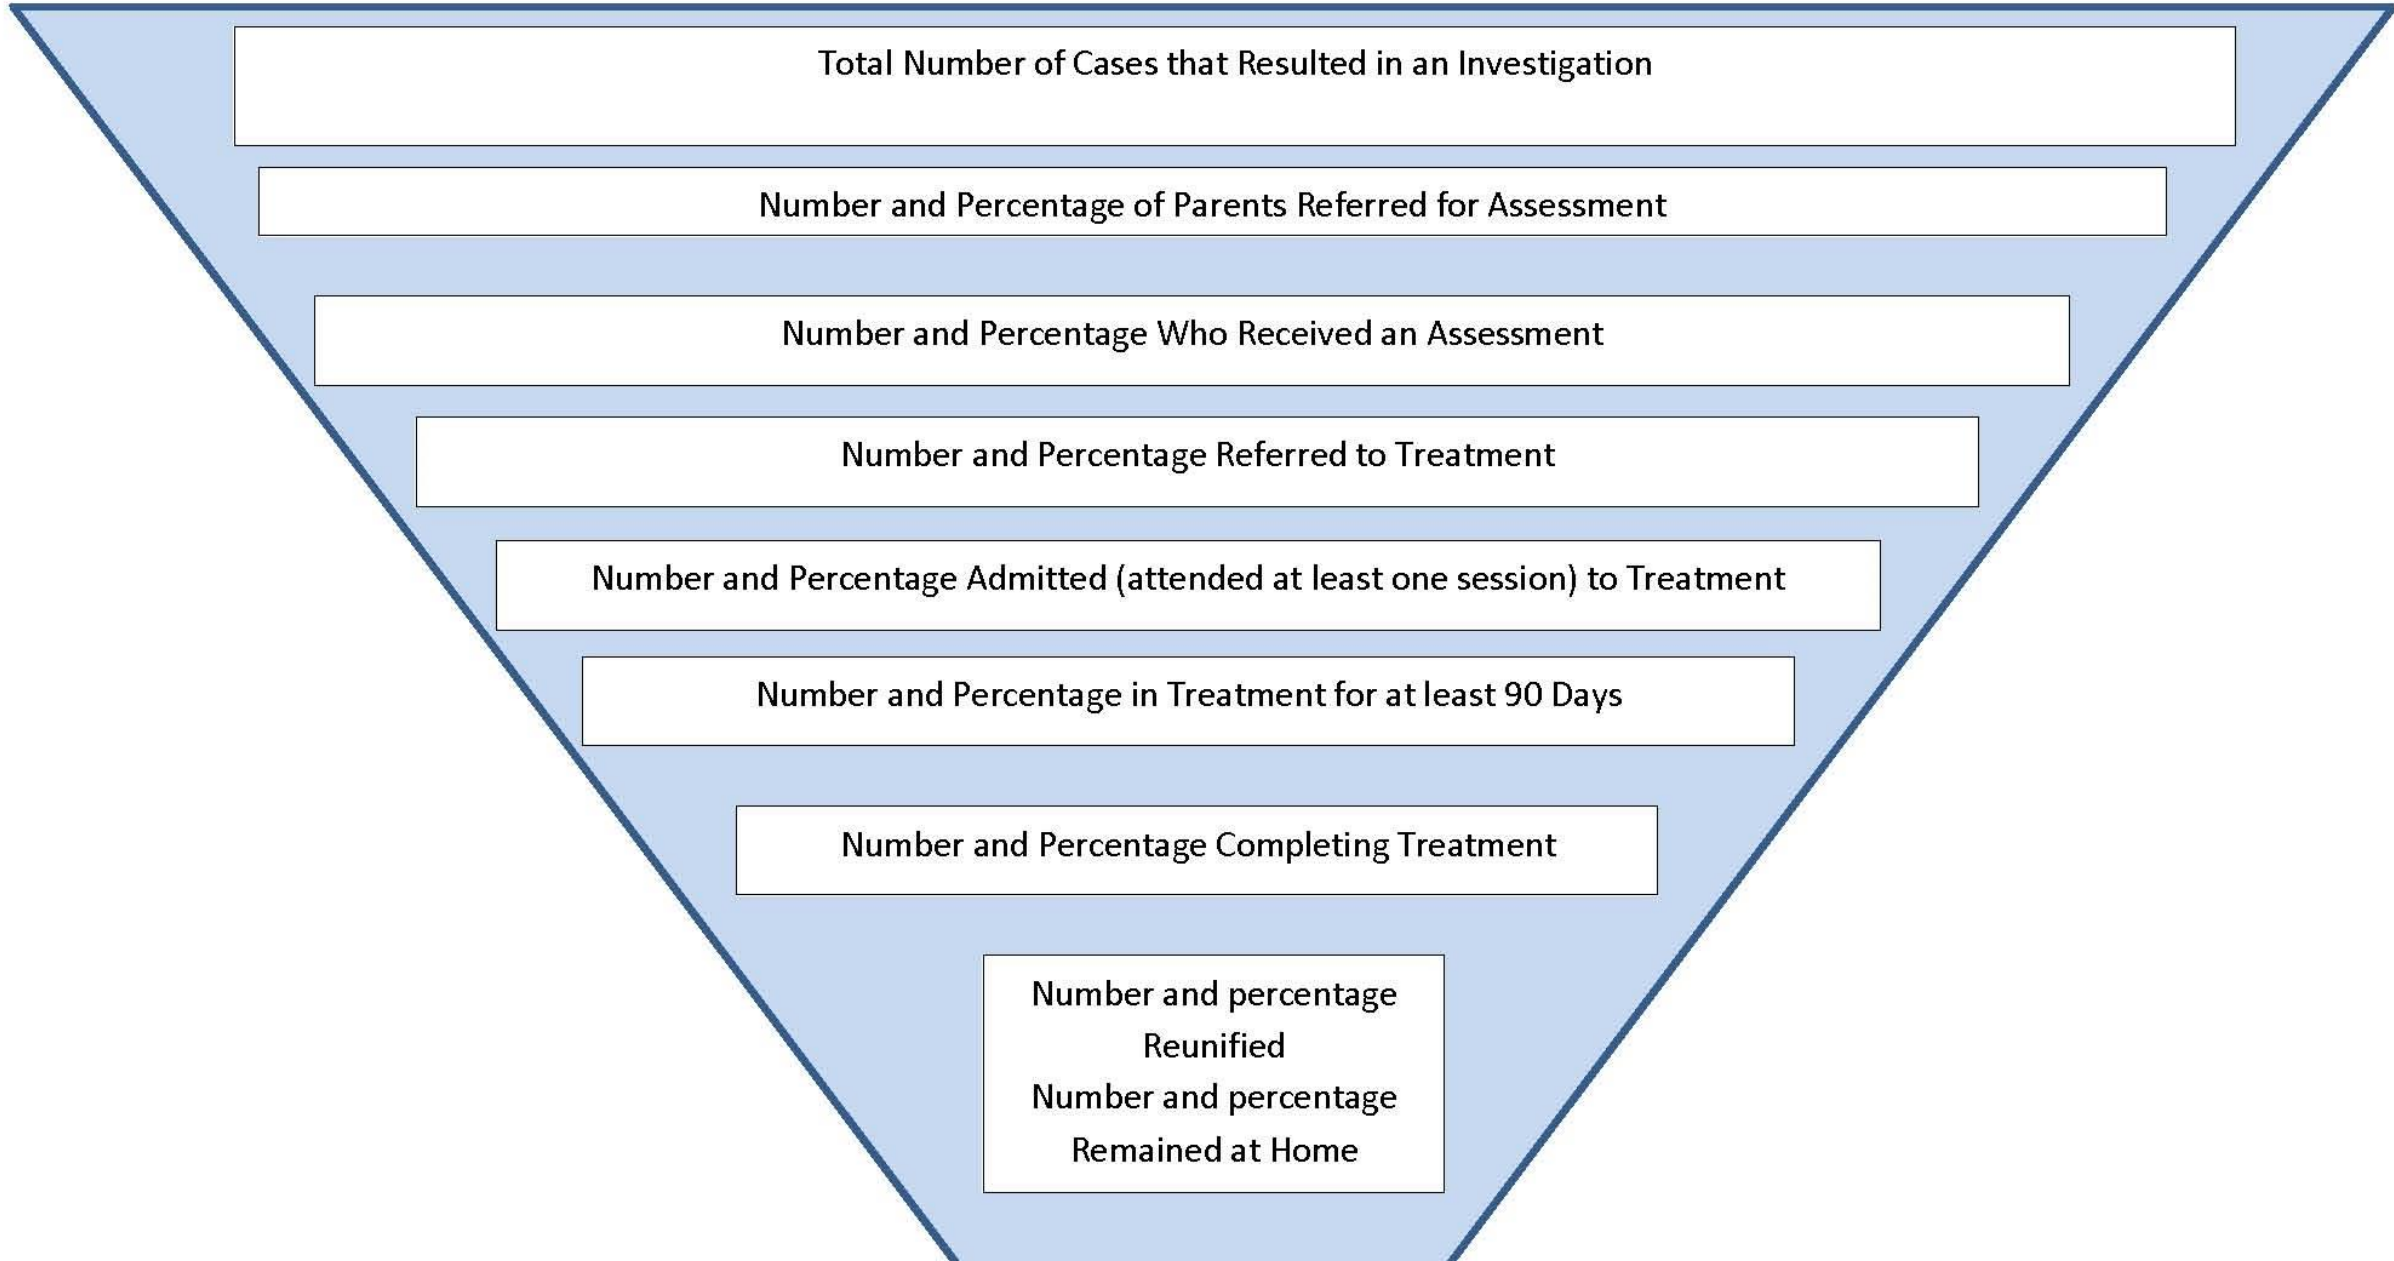 Total Number of Cases that Resulted in an Investigation
Number and Percentage of Parents Referred for Assessment
Number and Percentage Who Received an Assessment
Number and Percentage Referred to Treatment
Number and Percentage Admitted (attended at least one session) to Treatment
Number and Percentage in Treatment for at least 90 Days
Number and Percentage Completing Treatment
Number and percentage
Reunified
Number and percentage
Remained at Home